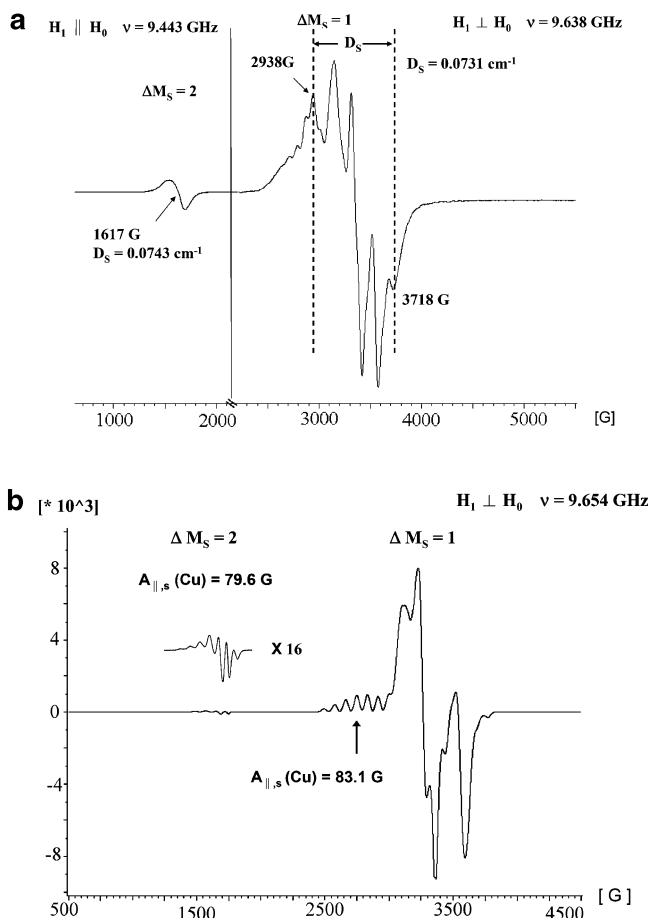 a
H₁ || H₀ ν = 9.443 GHz
ΔMₛ = 1
H₁ ⊥ H₀ ν = 9.638 GHz
Dₛ
2938G
Dₛ = 0.0731 cm⁻¹
ΔMₛ = 2
1617 G
Dₛ = 0.0743 cm⁻¹
3718 G
1000 2000 3000 4000 5000 [G]
b
[* 10^3]
H₁ ⊥ H₀ ν = 9.654 GHz
Δ Mₛ = 2
Δ Mₛ = 1
8
A||,s (Cu) = 79.6 G
4
X 16
0
A||,s (Cu) = 83.1 G
-4
-8
500 1500 2500 3500 4500 [ G ]